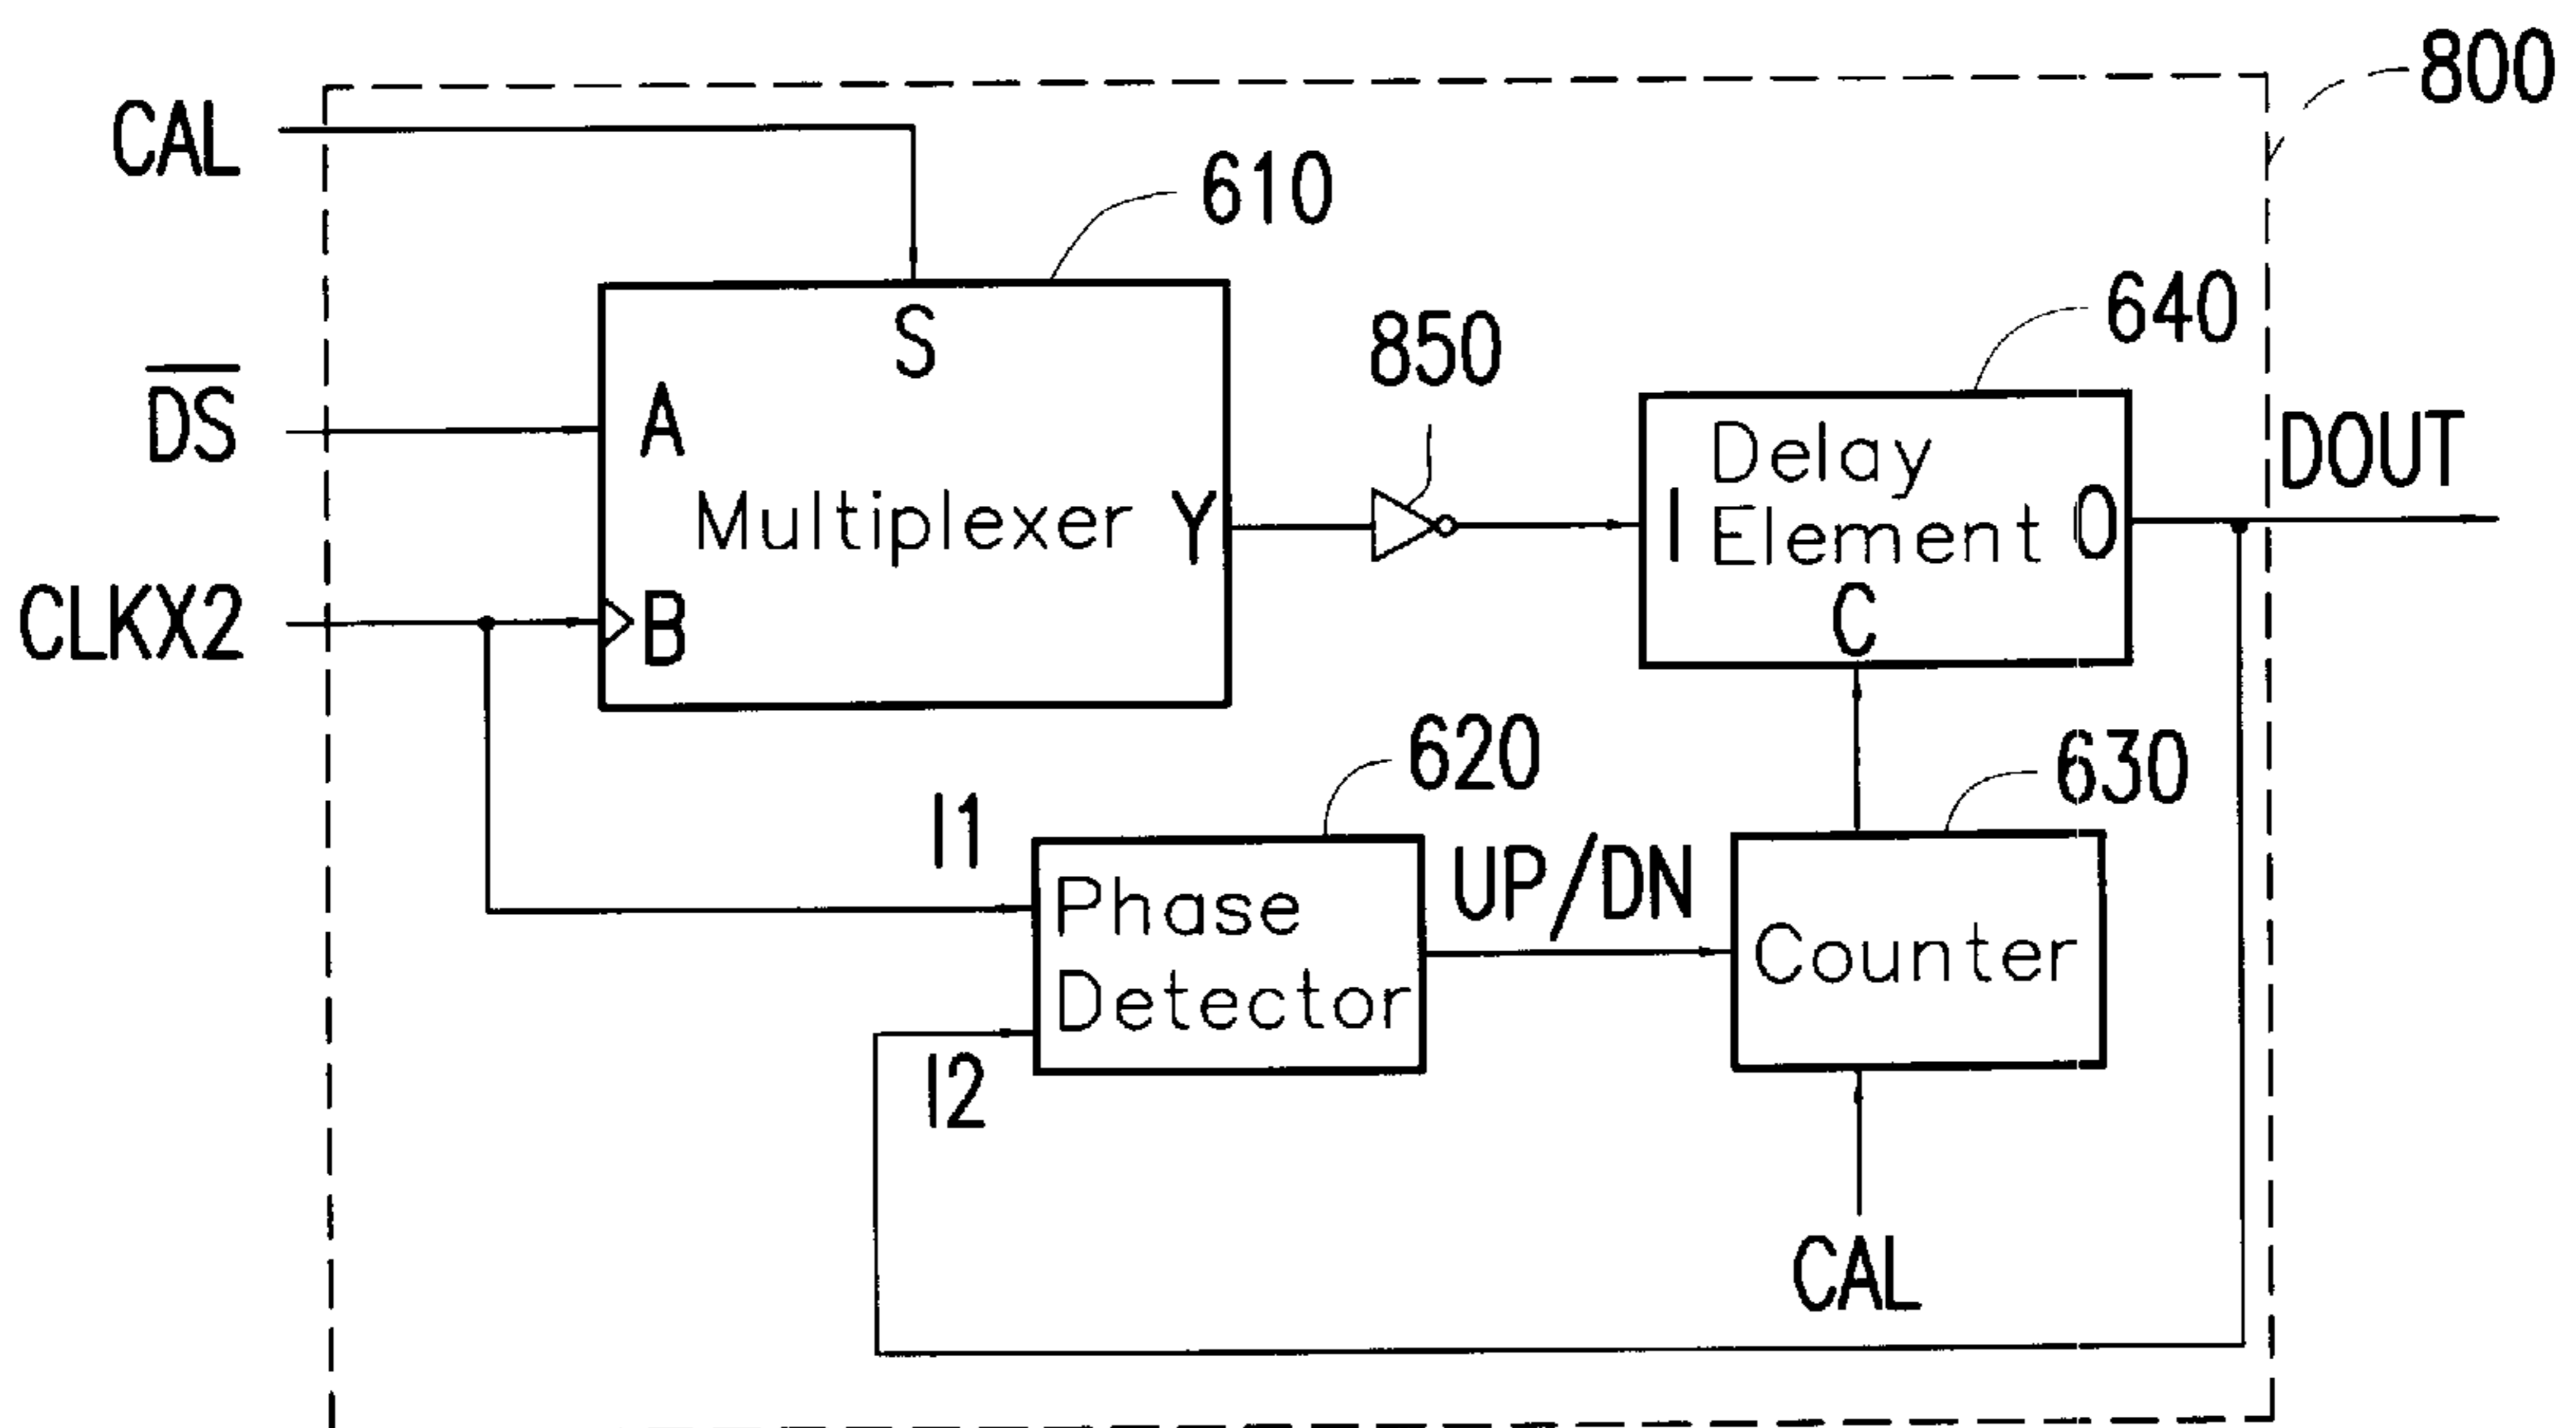 800
CAL
610
S
640
850
D̅S̅
A
Delay
DOUT
Multiplexer
Y
I
Element
O
CLKX2
B
C
620
630
I1
UP/DN
Phase
Counter
Detector
I2
CAL